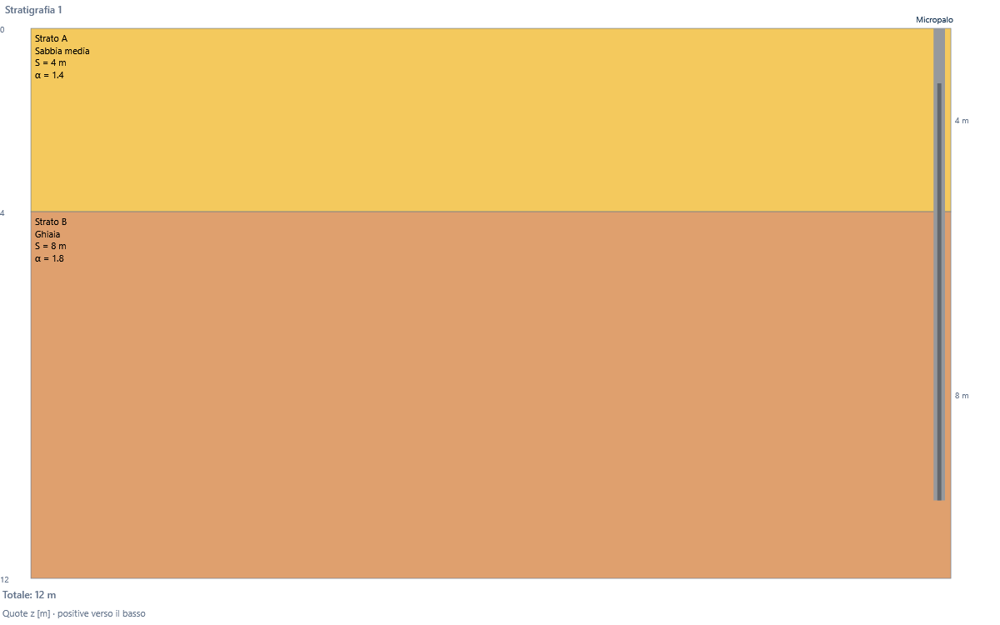 Stratigrafia 1
Micropalo
0
Strato A
Sabbia media
S = 4 m
α = 1.4
4 m
4
Strato B
Ghiaia
S = 8 m
α = 1.8
8 m
12
Totale: 12 m
Quote z [m] · positive verso il basso